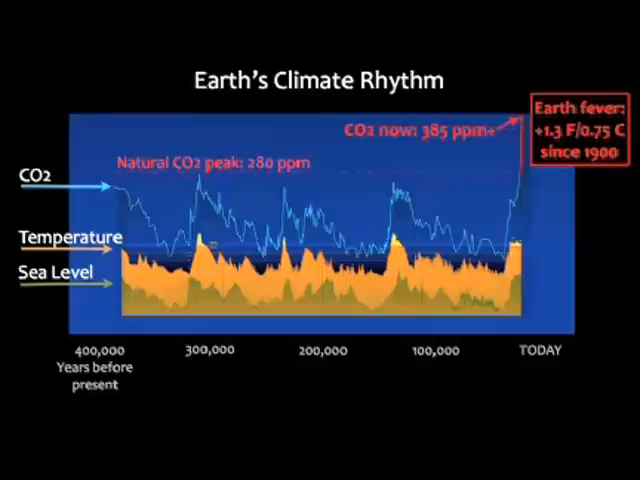 Earth's Climate Rhythm
Earth fever:
+1.3 F/0.75 C
since 1900
CO2 now: 385 ppm+
Natural CO2 peak: 280 ppm
CO2
Temperature
Sea Level
400,000
300,000
200,000
100,000
TODAY
Years before
present